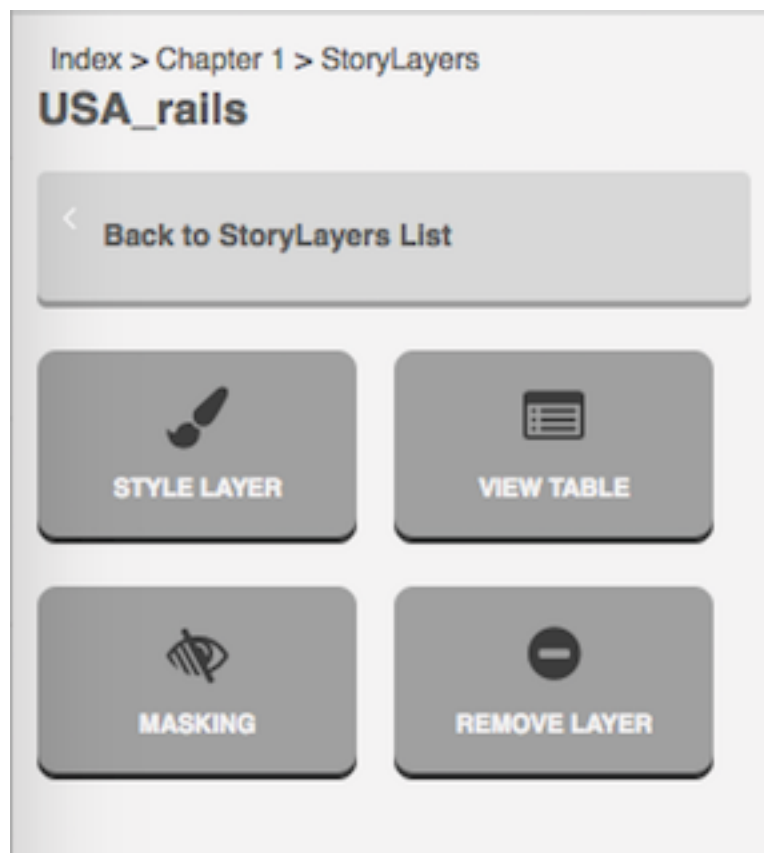 Index > Chapter 1 > StoryLayers
USA_rails
Back to StoryLayers List
STYLE LAYER
VIEW TABLE
MASKING
REMOVE LAYER